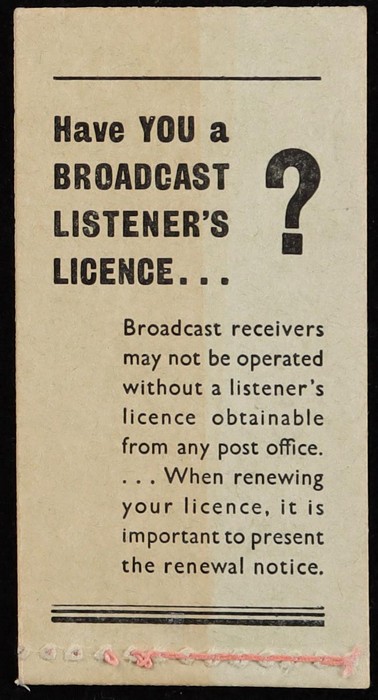 Have YOU a
BROADCAST
LISTENER'S
LICENCE...
?
Broadcast receivers
may not be operated
without a listener's
licence obtainable
from any post office.
... When renewing
your licence, it is
important to present
the renewal notice.